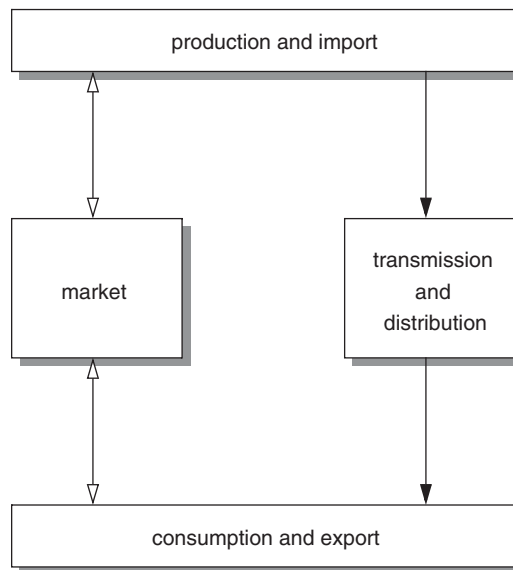 production and import
market
transmission
and
distribution
consumption and export